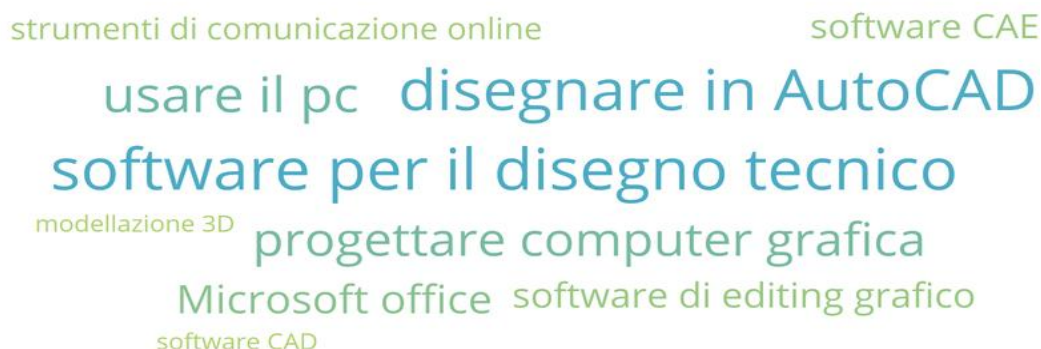 strumenti di comunicazione online software CAE
usare il pc disegnare in AutoCAD
software per il disegno tecnico
modellazione 3D progettare computer grafica
Microsoft office software di editing grafico
software CAD